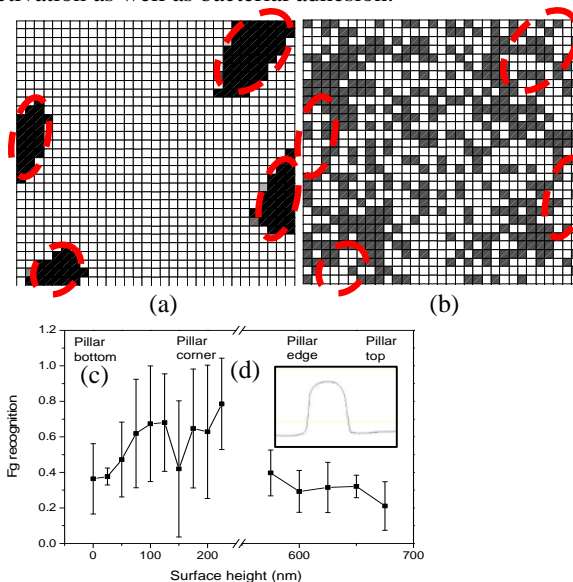 (a)
(b)
1.2
1.0
0.8
0.6
0.4
0.2
0.0
Fg recognition
Pillar
bottom
Pillar
corner
Pillar
edge
Pillar
top
(c)
(d)
0
100
200
600
700
Surface height (nm)